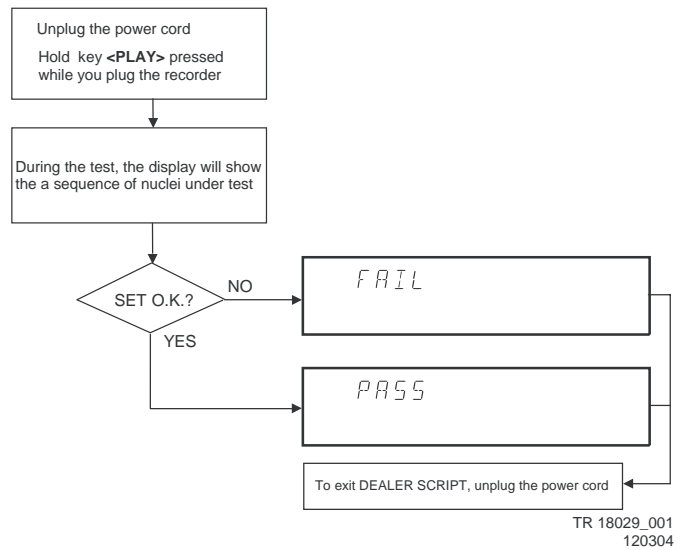 Unplug the power cord
Hold key <PLAY> pressed
while you plug the recorder
During the test, the display will show
the a sequence of nuclei under test
SET O.K.?
NO
YES
FAIL
PASS
To exit DEALER SCRIPT, unplug the power cord
TR 18029_001
120304